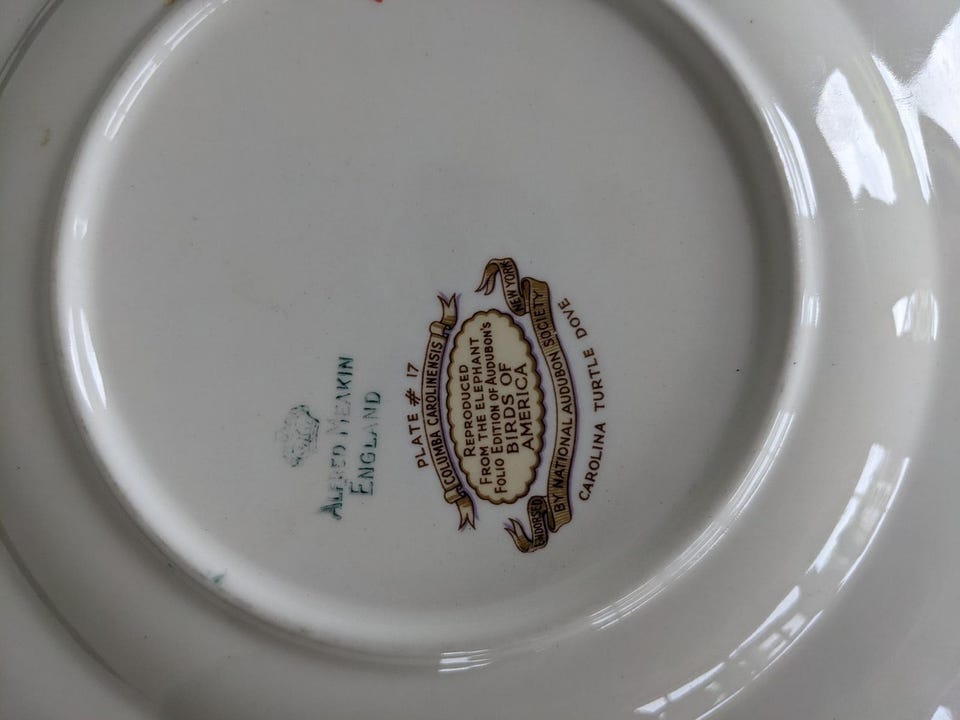 ALFRED MEAKIN
ENGLAND
PLATE # 17
COLUMBA CAROLINENSIS
REPRODUCED
FROM THE ELEPHANT
FOLIO EDITION OF AUDUBON'S
BIRDS OF
AMERICA
ENDORSED BY NATIONAL AUDUBON SOCIETY NEW YORK
CAROLINA TURTLE DOVE